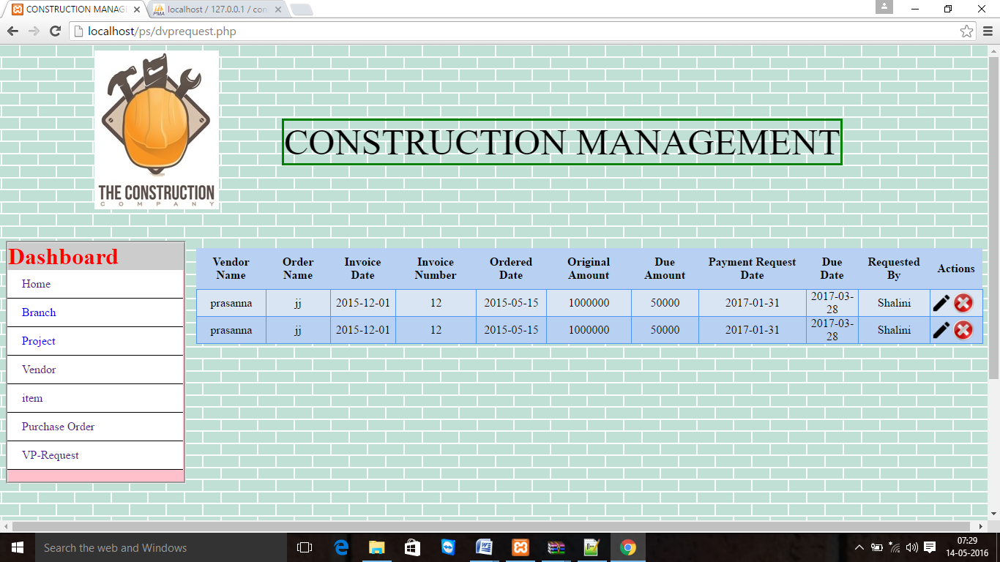 CONSTRUCTION MANAG
localhost / 127.0.0.1 / con
localhost/ps/dvprequest.php
THE CONSTRUCTION
COMPANY
CONSTRUCTION MANAGEMENT
Dashboard
Home
Branch
Project
Vendor
item
Purchase Order
VP-Request
Vendor Name Order Name Invoice Date Invoice Number Ordered Date Original Amount Due Amount Payment Request Date Due Date Requested By Actions
prasanna jj 2015-12-01 12 2015-05-15 1000000 50000 2017-01-31 2017-03-28 Shalini
prasanna jj 2015-12-01 12 2015-05-15 1000000 50000 2017-01-31 2017-03-28 Shalini
Search the web and Windows
07:29
14-05-2016